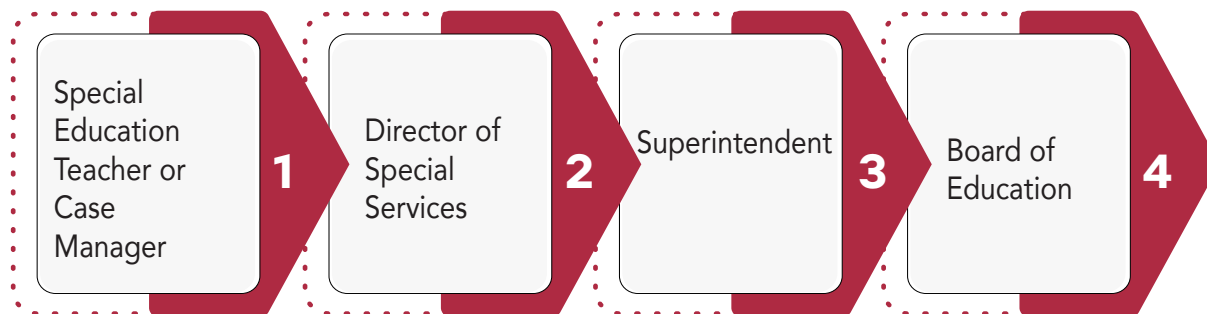 Special
Education
Teacher or
Case
Manager
1
Director of
Special
Services
2
Superintendent
3
Board of
Education
4